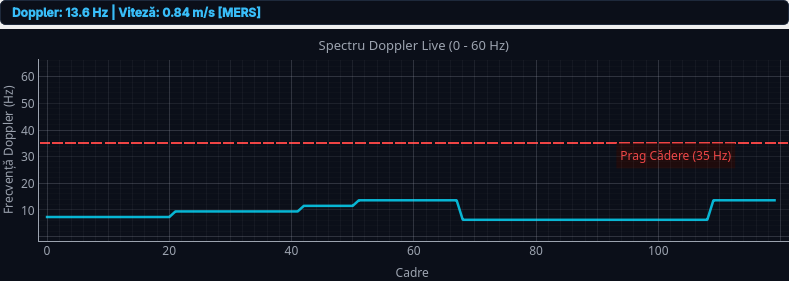 Doppler: 13.6 Hz | Viteză: 0.84 m/s [MERS]
Spectru Doppler Live (0 - 60 Hz)
Frecvență Doppler (Hz)
60
50
40
30
20
10
Prag Cădere (35 Hz)
0
20
40
60
80
100
Cadre